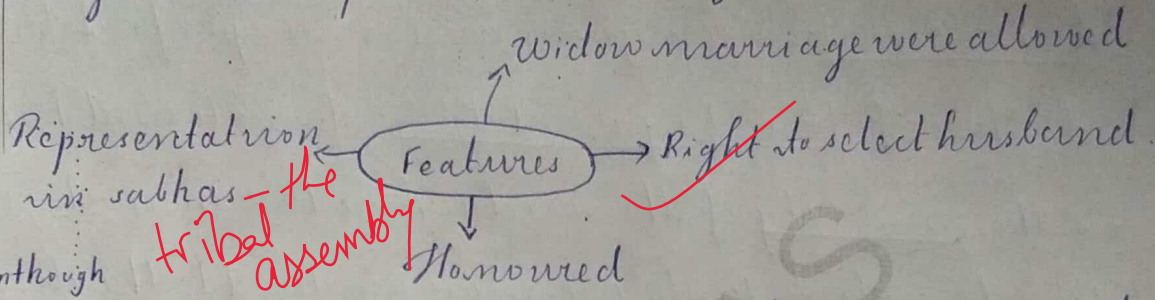 Widow marriage were allowed
Representation
in sabhas - the
tribal
assembly
Features
Right to select husband.
Honoured
nthough
S